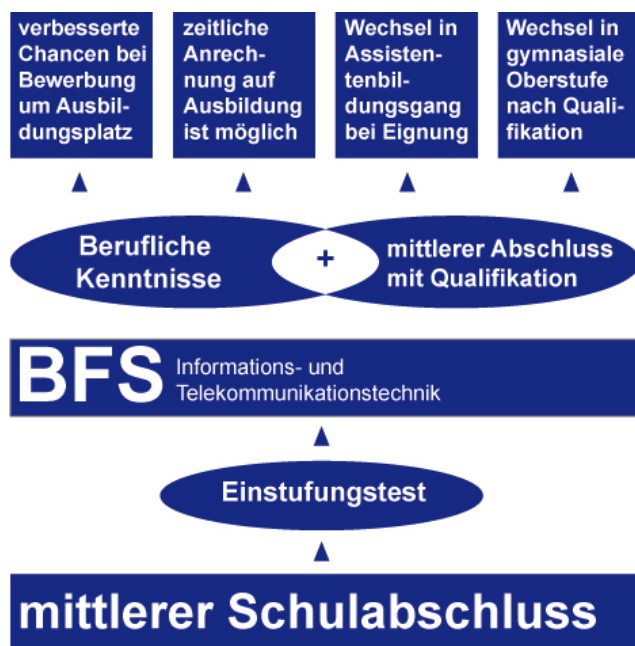 verbesserte
Chancen bei
Bewerbung
um Ausbil-
dungsplatz
zeitliche
Anrech-
nung auf
Ausbildung
ist möglich
Wechsel in
Assisten-
tenbil-
dungsgang
bei Eignung
Wechsel in
gymnasiale
Oberstufe
nach Quali-
fikation
Berufliche
Kenntnisse
+
mittlerer Abschluss
mit Qualifikation
BFS
Informations- und
Telekommunikationstechnik
Einstufungstest
mittlerer Schulabschluss